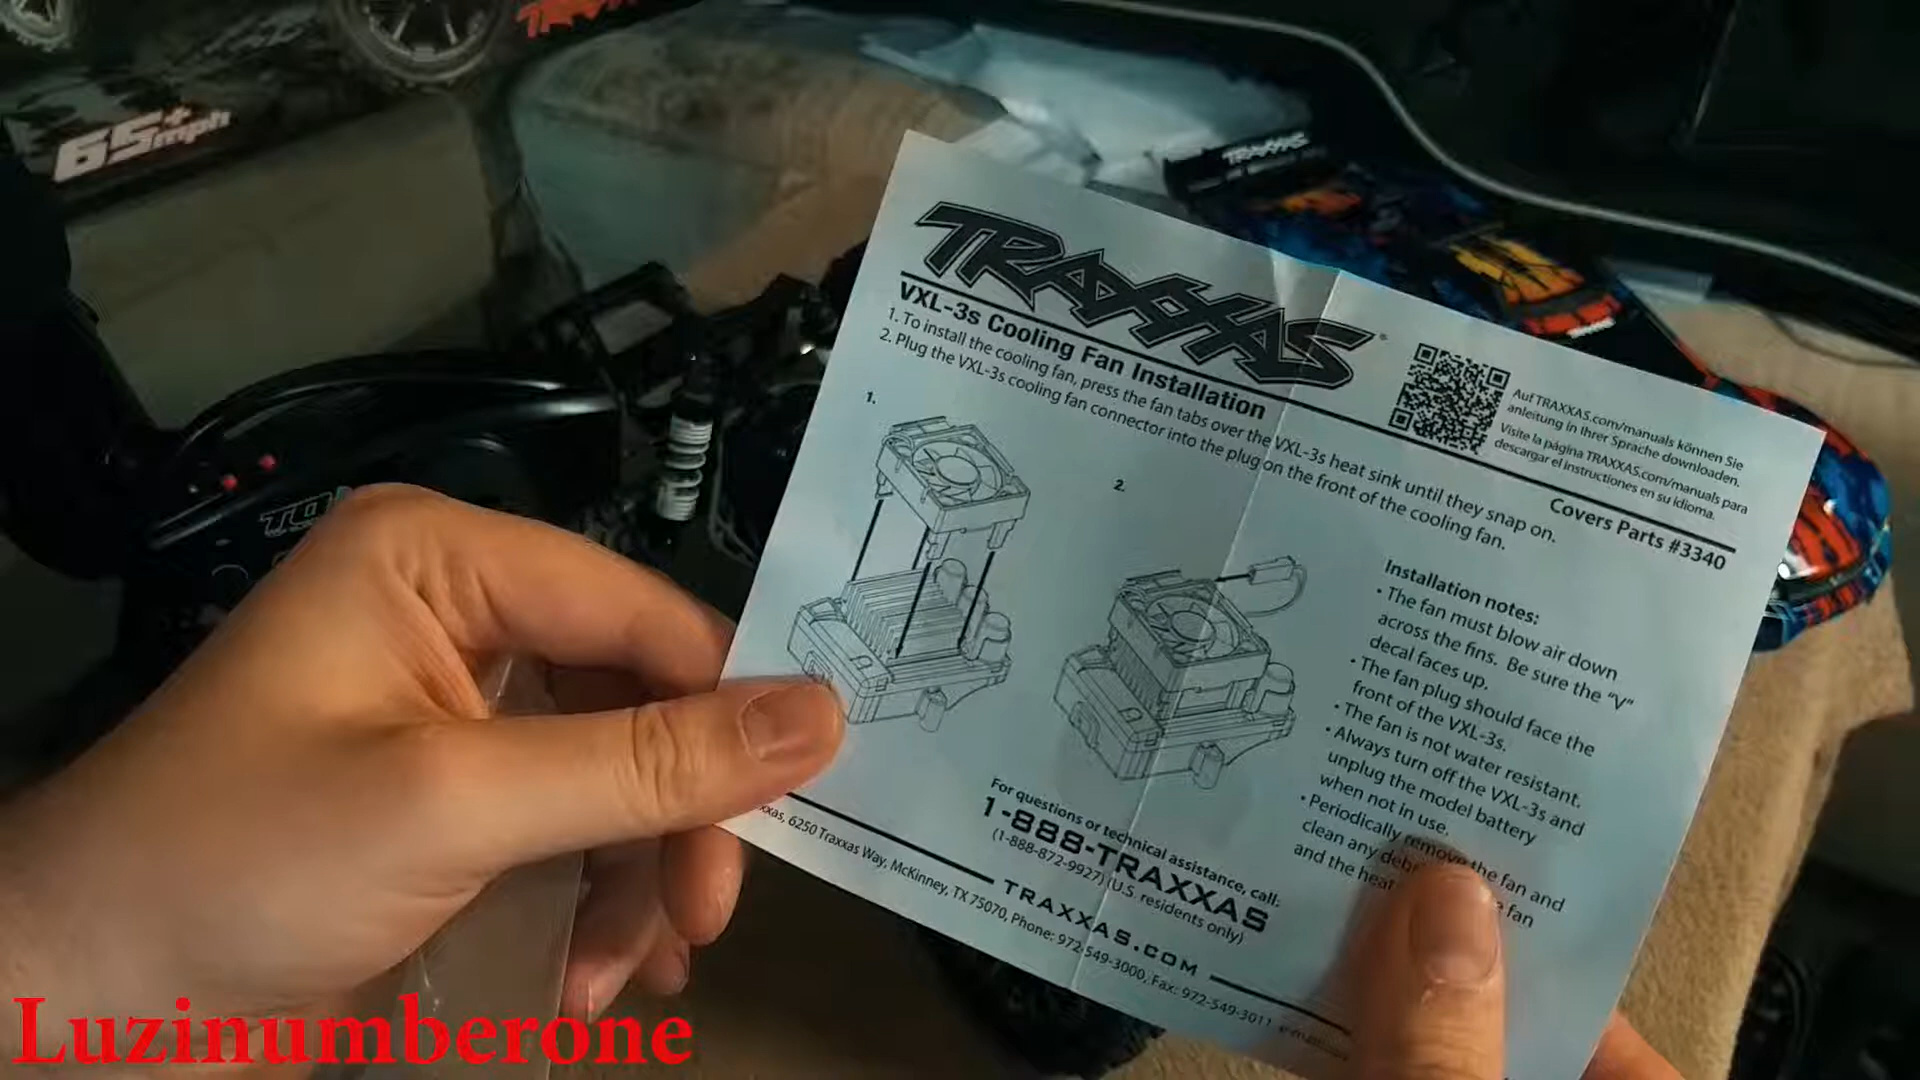 TRAXXAS
65+mph
TRAXXAS
TRAXXAS
VXL-3s Cooling Fan Installation
1. To install the cooling fan, press the fan tabs over the VXL-3s heat sink until they snap on.
2. Plug the VXL-3s cooling fan connector into the plug on the front of the cooling fan.
Auf TRAXXAS.com/manuals können Sie
anleitung in Ihrer Sprache downloaden.
Visite la página TRAXXAS.com/manuals para
descargar el instructiones en su idioma.
Covers Parts #3340
1.
2.
Installation notes:
• The fan must blow air down
across the fins. Be sure the "V"
decal faces up.
• The fan plug should face the
front of the VXL-3s.
• The fan is not water resistant.
• Always turn off the VXL-3s and
unplug the model battery
when not in use.
• Periodically remove the fan and
clean any
and the heat fan
For questions or technical assistance, call:
1-888-TRAXXAS
(1-888-872-9927) (U.S. residents only)
TRAXXAS.COM
6250 Traxxas Way, McKinney, TX 75070, Phone: 972-549-3000, Fax: 972-549-3011
Luzinumberone